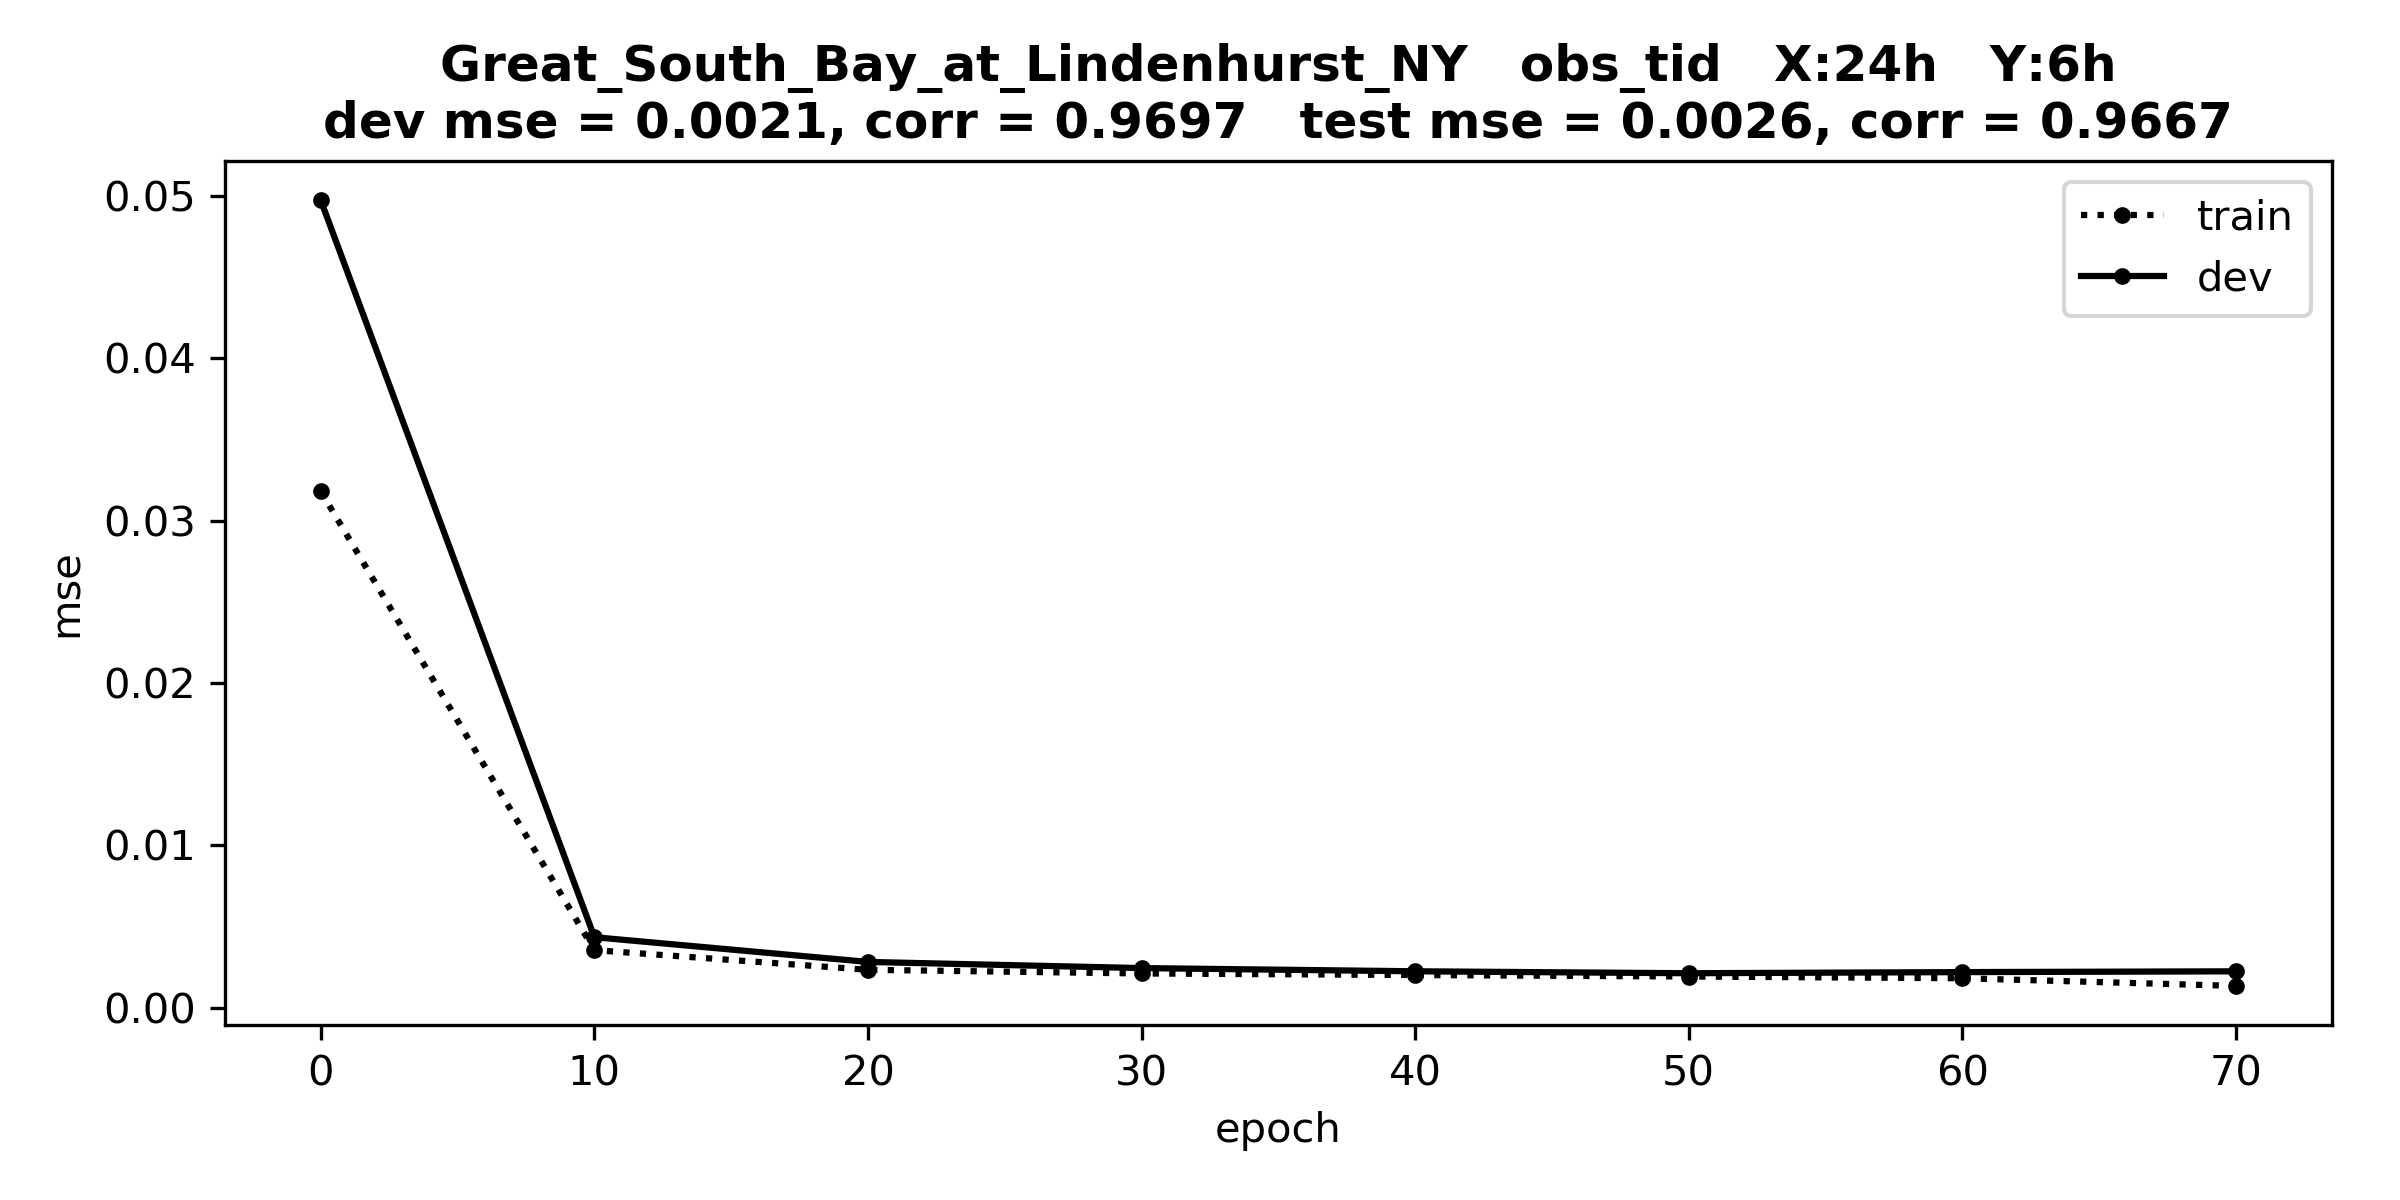 Great_South_Bay_at_Lindenhurst_NY   obs_tid   X:24h   Y:6h
dev mse = 0.0021, corr = 0.9697   test mse = 0.0026, corr = 0.9667
train
dev
mse
0.05
0.04
0.03
0.02
0.01
0.00
0 10 20 30 40 50 60 70
epoch